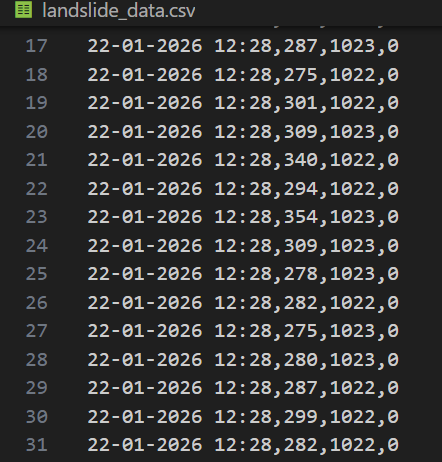 landslide_data.csv
17 22-01-2026 12:28,287,1023,0
18 22-01-2026 12:28,275,1022,0
19 22-01-2026 12:28,301,1022,0
20 22-01-2026 12:28,309,1023,0
21 22-01-2026 12:28,340,1022,0
22 22-01-2026 12:28,294,1022,0
23 22-01-2026 12:28,354,1023,0
24 22-01-2026 12:28,309,1023,0
25 22-01-2026 12:28,278,1023,0
26 22-01-2026 12:28,282,1022,0
27 22-01-2026 12:28,275,1023,0
28 22-01-2026 12:28,280,1023,0
29 22-01-2026 12:28,287,1022,0
30 22-01-2026 12:28,299,1022,0
31 22-01-2026 12:28,282,1022,0